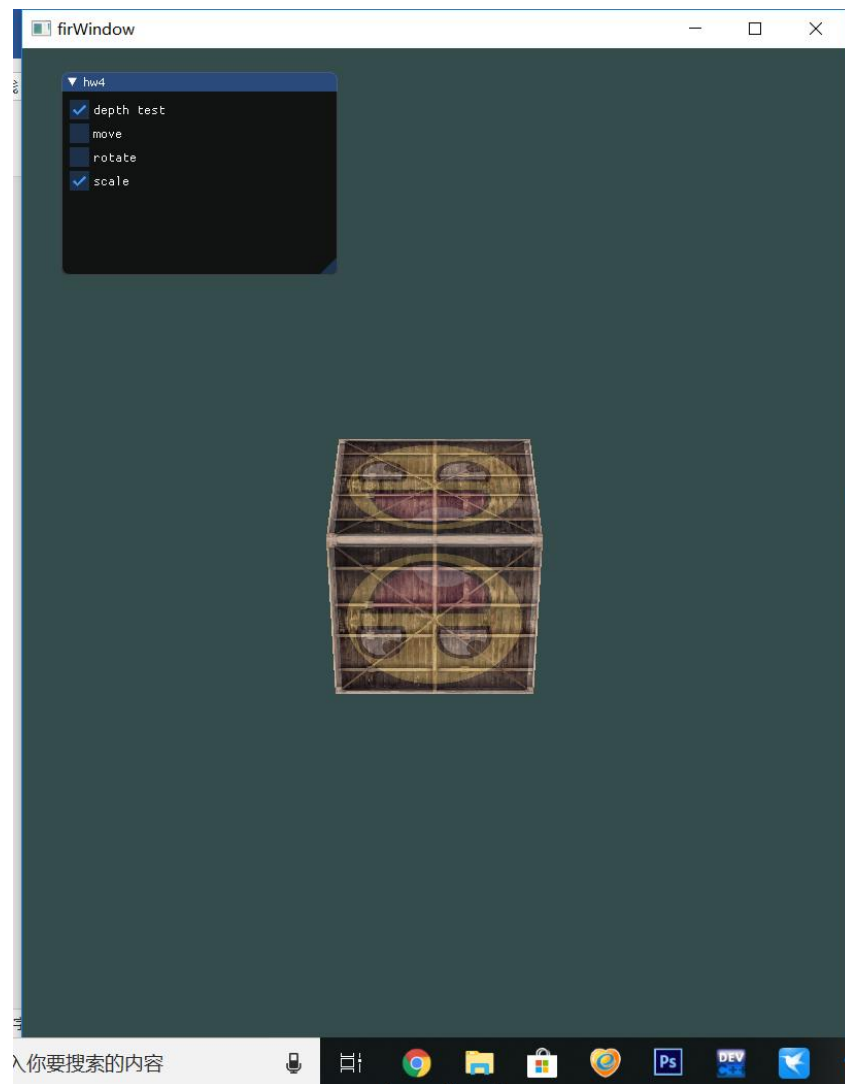 firWindow
hw4
depth test
move
rotate
scale
入你要搜索的内容
Ps
DEV
C++